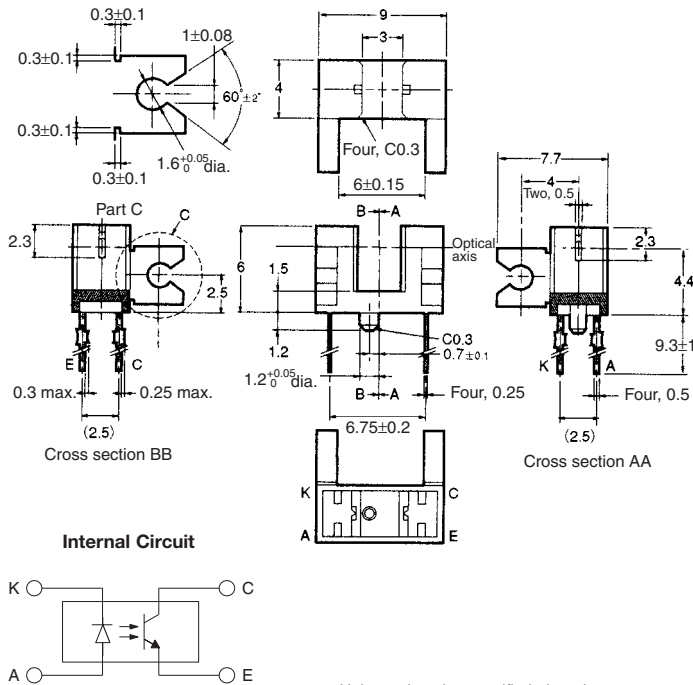 0.3±0.1
1±0.08
0.3±0.1
60°±2°
0.3±0.1
1.6 +0.05 0 dia.
0.3±0.1
9
3
4
Four, C0.3
6±0.15
7.7
4
Two, 0.5
2.3
4.4
9.3±1
K
A
Four, 0.5
(2.5)
Cross section AA
Part C
C
2.3
2.5
E
C
0.3 max.
0.25 max.
(2.5)
Cross section BB
B
A
Optical
axis
6
1.5
1.2
C0.3
0.7±0.1
1.2 +0.05 0 dia.
B
A
Four, 0.25
6.75±0.2
K
C
A
E
Internal Circuit
K
C
A
E